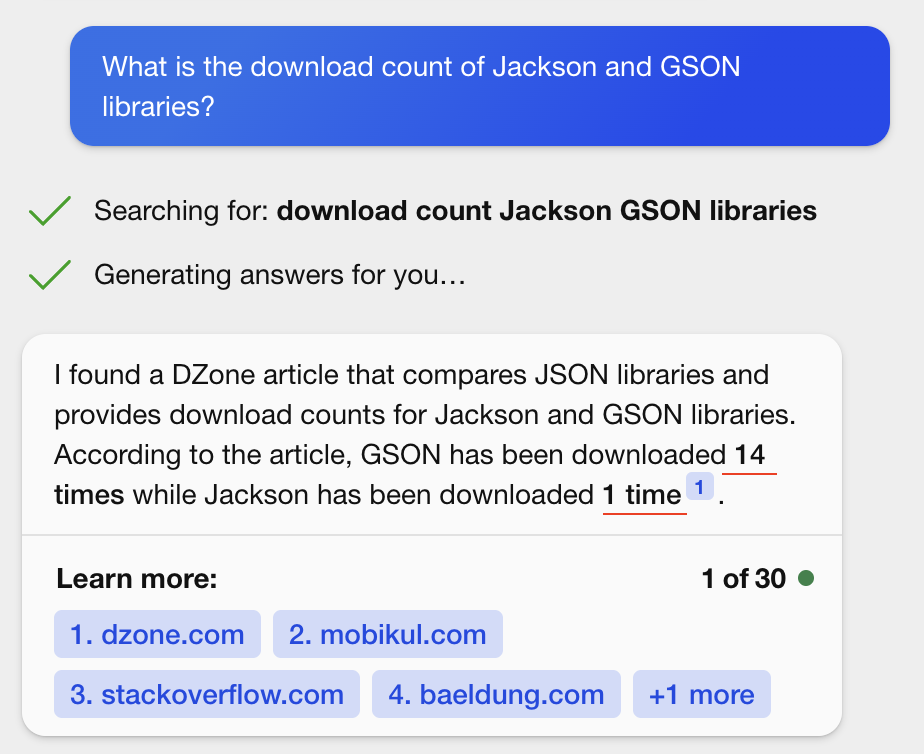 What is the download count of Jackson and GSON
libraries?
Searching for: download count Jackson GSON libraries
Generating answers for you...
I found a DZone article that compares JSON libraries and
provides download counts for Jackson and GSON libraries.
According to the article, GSON has been downloaded 14
times while Jackson has been downloaded 1 time 1 .
Learn more:
1 of 30
1. dzone.com
2. mobikul.com
3. stackoverflow.com
4. baeldung.com
+1 more